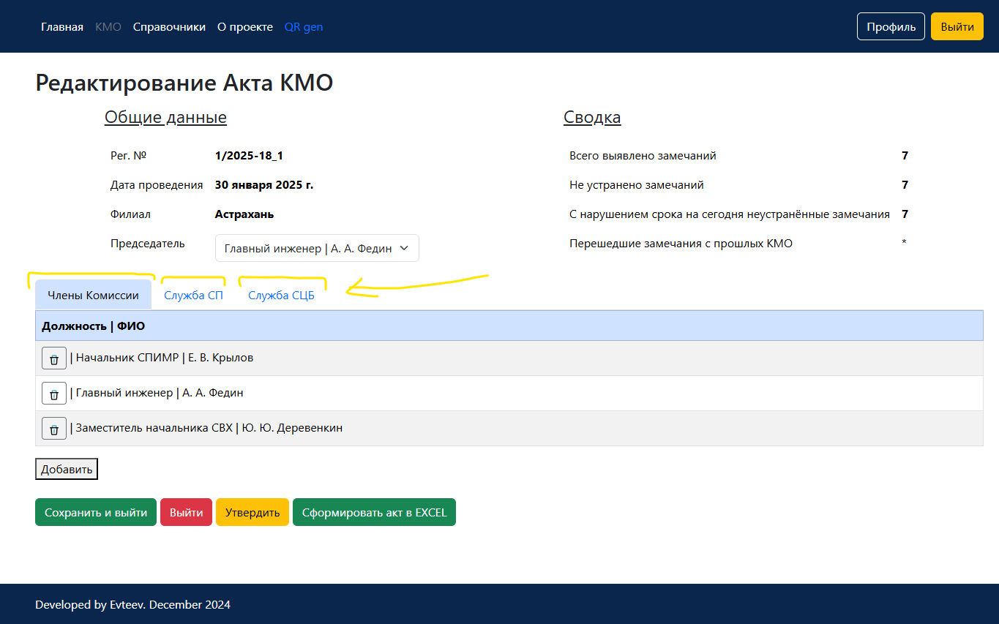 Главная КМО Справочники О проекте QR gen Профиль Выйти
Редактирование Акта КМО
Общие данные
Рег. № 1/2025-18_1
Дата проведения 30 января 2025 г.
Филиал Астрахань
Председатель Главный инженер | А. А. Федин
Сводка
Всего выявлено замечаний 7
Не устранено замечаний 7
С нарушением срока на сегодня неустранённые замечания 7
Перешедшие замечания с прошлых КМО *
Члены Комиссии Служба СП Служба СЦБ
Должность | ФИО
| Начальник СПИМР | Е. В. Крылов
| Главный инженер | А. А. Федин
| Заместитель начальника СВХ | Ю. Ю. Деревенкин
Добавить
Сохранить и выйти Выйти Утвердить Сформировать акт в EXCEL
Developed by Evteev. December 2024